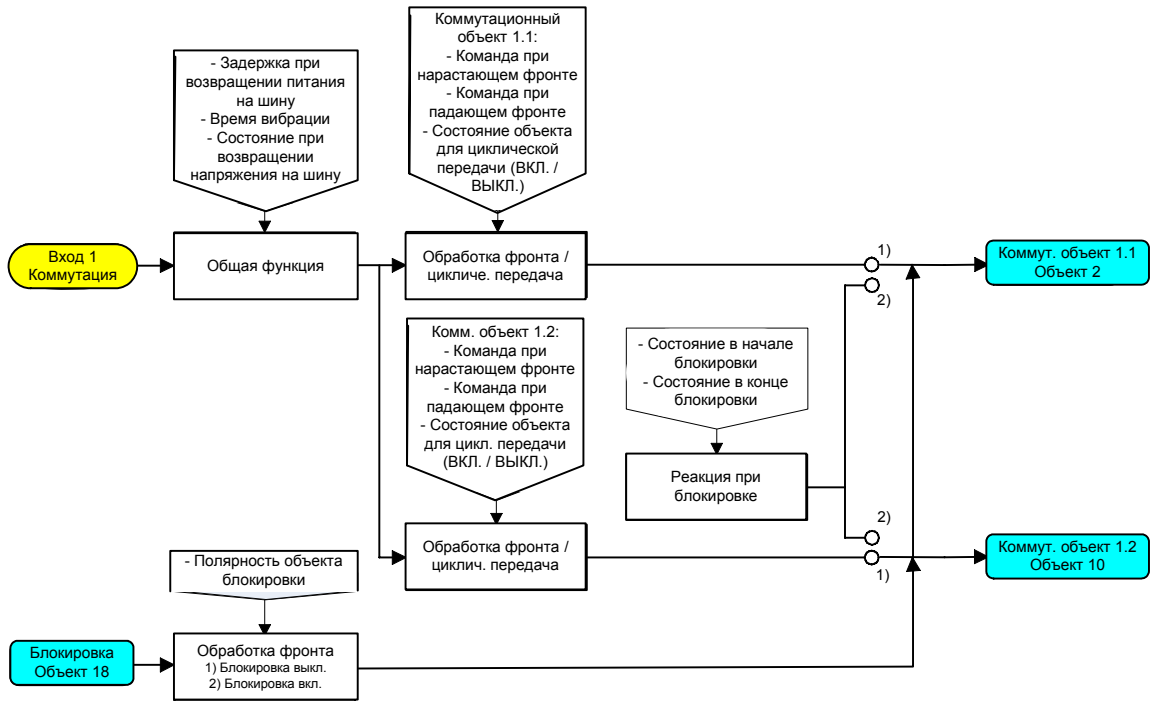 Коммутационный
объект 1.1:
- Команда при
нарастающем фронте
- Команда при
падающем фронте
- Состояние объекта
для циклической
передачи (ВКЛ. /
ВЫКЛ.)
- Задержка при
возвращении питания
на шину
- Время вибрации
- Состояние при
возвращении
напряжения на шину
Вход 1
Коммутация
Общая функция
Обработка фронта /
цикличе. передача
1)
2)
Коммут. объект 1.1
Объект 2
Комм. объект 1.2:
- Команда при
нарастающем фронте
- Команда при
падающем фронте
- Состояние объекта
для цикл. передачи
(ВКЛ. / ВЫКЛ.)
- Состояние в начале
блокировки
- Состояние в конце
блокировки
Реакция при
блокировке
Обработка фронта /
циклич. передача
2)
1)
Коммут. объект 1.2
Объект 10
- Полярность объекта
блокировки
Блокировка
Объект 18
Обработка фронта
1) Блокировка выкл.
2) Блокировка вкл.